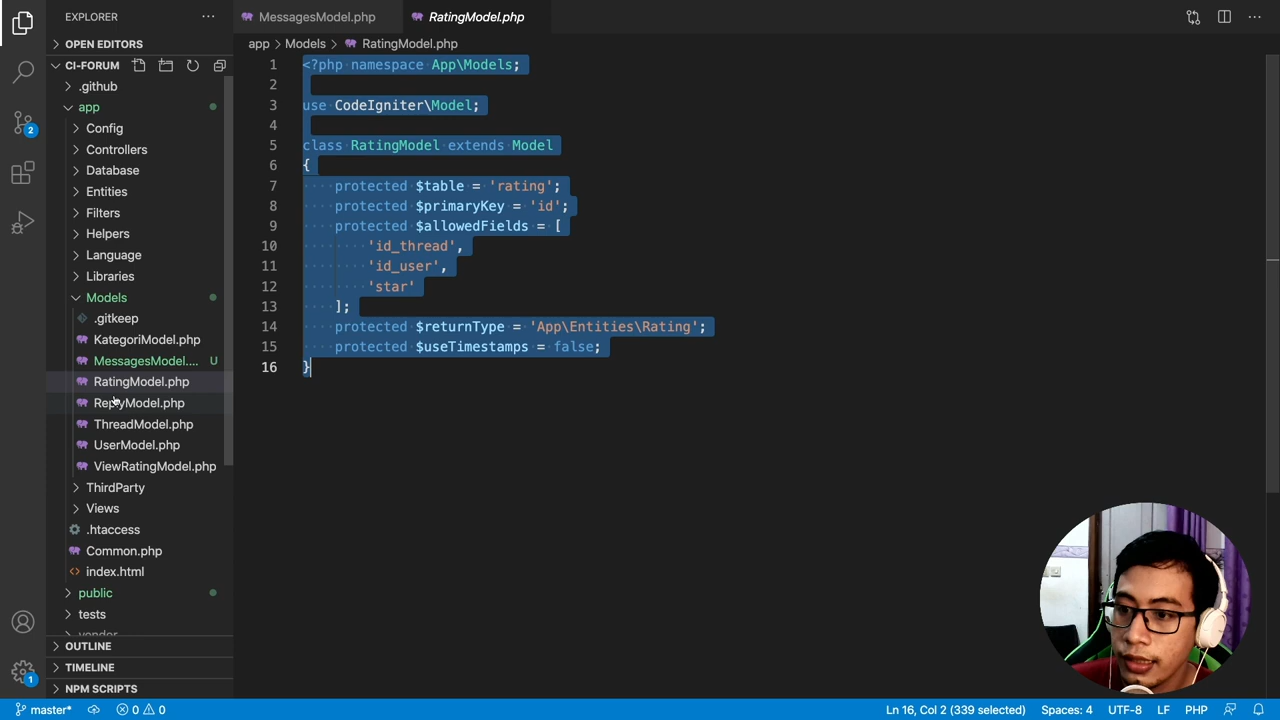 EXPLORER
OPEN EDITORS
CI-FORUM
.github
app
Config
Controllers
Database
Entities
Filters
Helpers
Language
Libraries
Models
.gitkeep
KategoriModel.php
MessagesModel.... U
RatingModel.php
ReplyModel.php
ThreadModel.php
UserModel.php
ViewRatingModel.php
ThirdParty
Views
.htaccess
Common.php
index.html
public
tests
vendor
OUTLINE
TIMELINE
NPM SCRIPTS
2
1
MessagesModel.php RatingModel.php
app > Models > RatingModel.php
1 <?php namespace App\Models;
2
3 use CodeIgniter\Model;
4
5 class RatingModel extends Model
6 {
7 protected $table = 'rating';
8 protected $primaryKey = 'id';
9 protected $allowedFields = [
10 'id_thread',
11 'id_user',
12 'star'
13 ];
14 protected $returnType = 'App\Entities\Rating';
15 protected $useTimestamps = false;
16 }
master* 0 0 Ln 16, Col 2 (339 selected) Spaces: 4 UTF-8 LF PHP